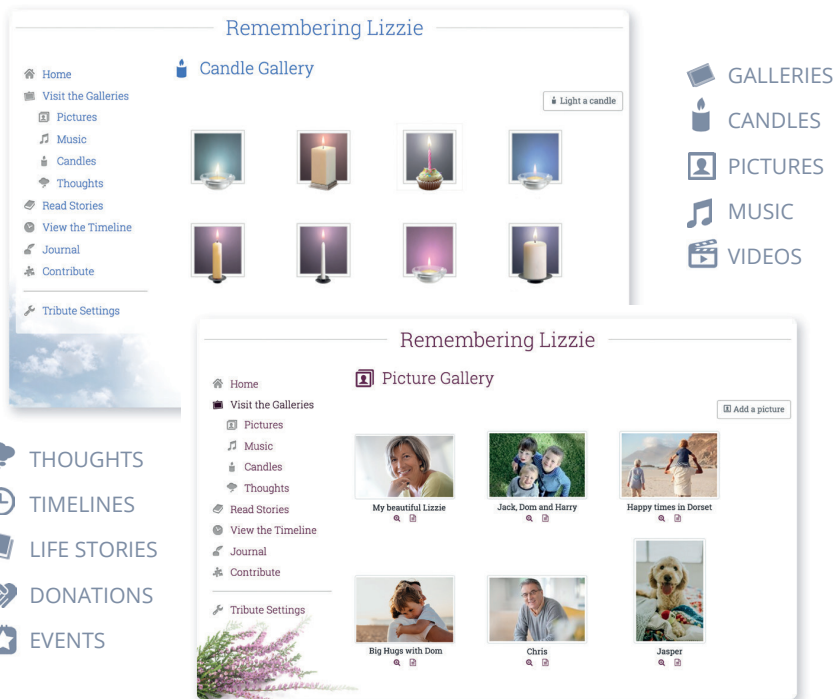 Remembering Lizzie
Home
Visit the Galleries
Pictures
Music
Candles
Thoughts
Read Stories
View the Timeline
Journal
Contribute
Tribute Settings
Candle Gallery
Light a candle
GALLERIES
CANDLES
PICTURES
MUSIC
VIDEOS
THOUGHTS
TIMELINES
LIFE STORIES
DONATIONS
EVENTS
Remembering Lizzie
Home
Visit the Galleries
Pictures
Music
Candles
Thoughts
Read Stories
View the Timeline
Journal
Contribute
Tribute Settings
Picture Gallery
Add a picture
My beautiful Lizzie
Jack, Dom and Harry
Happy times in Dorset
Big Hugs with Dom
Chris
Jasper